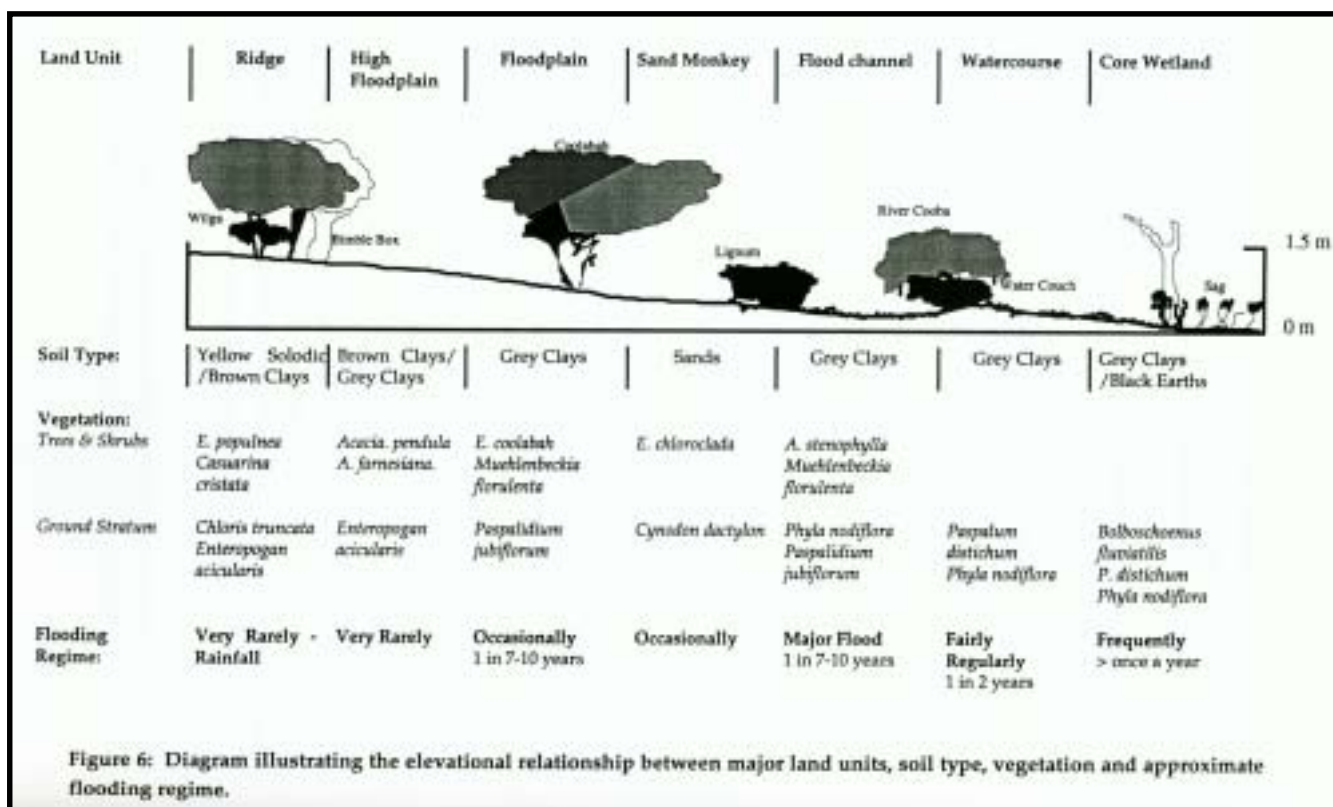 Land Unit
Ridge
High
Floodplain
Floodplain
Sand Monkey
Flood channel
Watercourse
Core Wetland
Coolabah
Wilga
Bimble Box
Lignum
River Cooba
Water Couch
Sag
1.5 m
0 m
Soil Type:
Yellow Solodic
/Brown Clays
Brown Clays/
Grey Clays
Grey Clays
Sands
Grey Clays
Grey Clays
Grey Clays
/Black Earths
Vegetation:
Trees & Shrubs
E. populnea
Casuarina
cristata
Acacia. pendula
A. farnesiana.
E. coolabah
Muehlenbeckia
florulenta
E. chloroclada
A. stenophylla
Muehlenbeckia
florulenta
Ground Stratum
Chloris truncata
Enteropogan
acicularis
Enteropogan
acicularis
Paspalidium
jubiflorum
Cynodon dactylon
Phyla nodiflora
Paspalidium
jubiflorum
Paspalum
distichum
Phyla nodiflora
Bolboschoenus
fluviatilis
P. distichum
Phyla nodiflora
Flooding
Regime:
Very Rarely -
Rainfall
Very Rarely
Occasionally
1 in 7-10 years
Occasionally
Major Flood
1 in 7-10 years
Fairly
Regularly
1 in 2 years
Frequently
> once a year
Figure 6: Diagram illustrating the elevational relationship between major land units, soil type, vegetation and approximate
flooding regime.